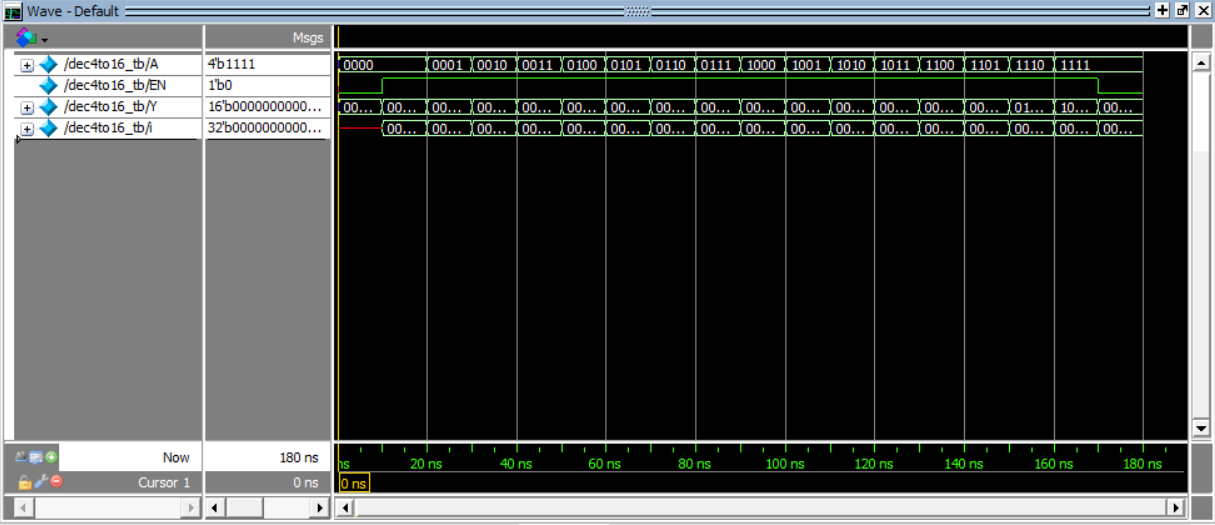 Wave - Default
Msgs
/dec4to16_tb/A 4'b1111 0000 0001 0010 0011 0100 0101 0110 0111 1000 1001 1010 1011 1100 1101 1110 1111
/dec4to16_tb/EN 1'b0
/dec4to16_tb/Y 16'b0000000000... 00... 00... 00... 00... 00... 00... 00... 00... 00... 00... 00... 00... 00... 00... 00... 01... 10... 00...
/dec4to16_tb/i 32'b0000000000... 00... 00... 00... 00... 00... 00... 00... 00... 00... 00... 00... 00... 00... 00... 00... 00... 00...
Now 180 ns ns 20 ns 40 ns 60 ns 80 ns 100 ns 120 ns 140 ns 160 ns 180 ns
Cursor 1 0 ns 0 ns